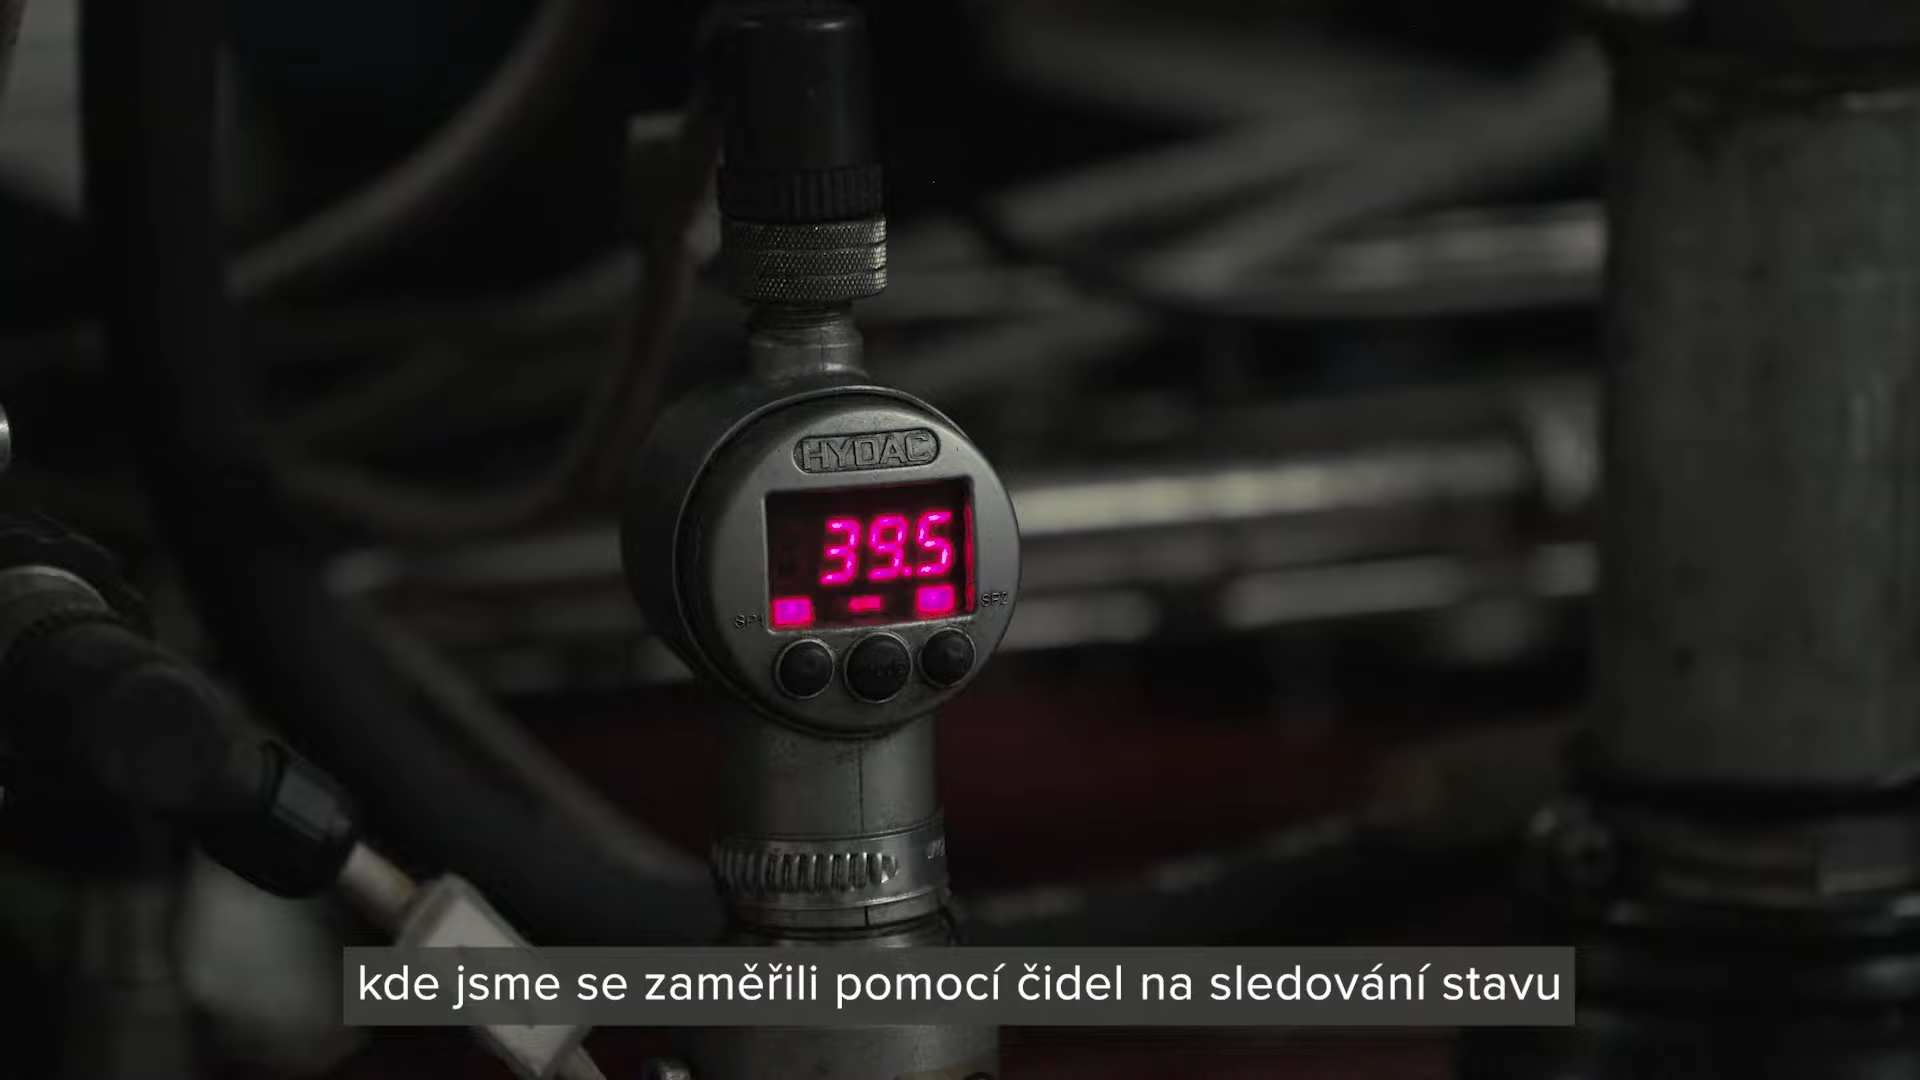 HYDAC
39.5
SP1
SP2
kde jsme se zaměřili pomocí čidel na sledování stavu